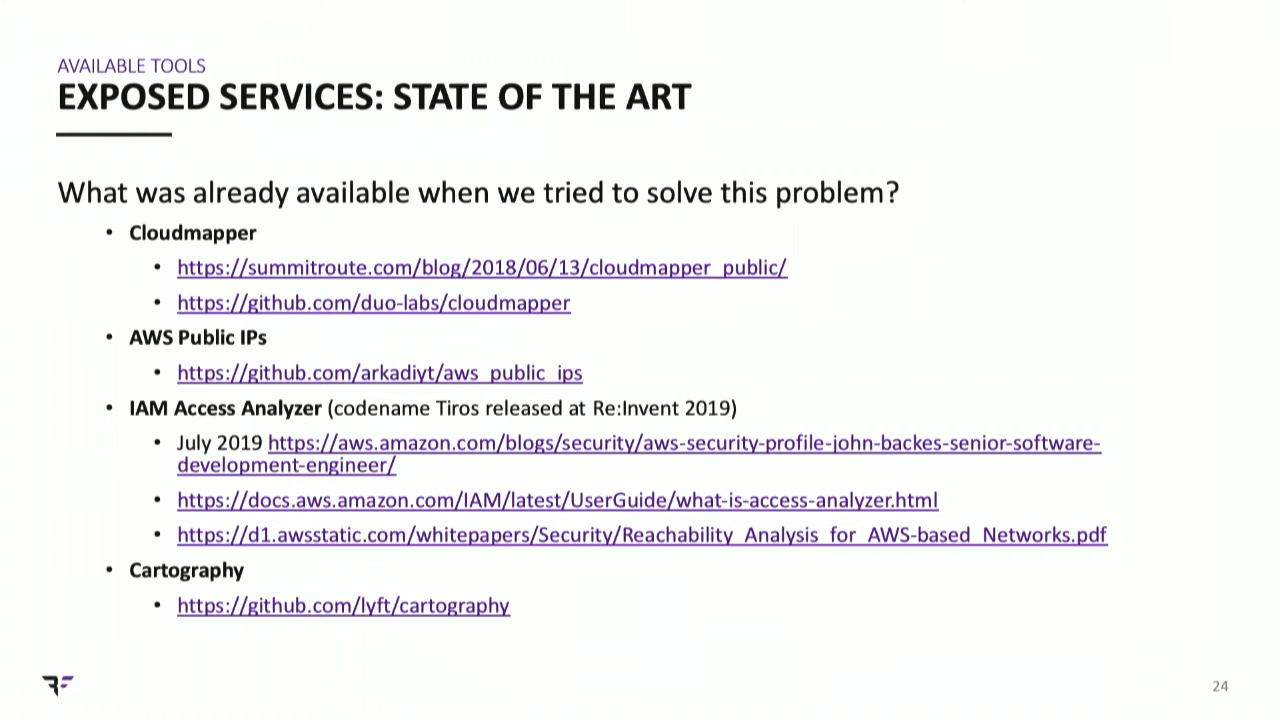 AVAILABLE TOOLS
EXPOSED SERVICES: STATE OF THE ART
What was already available when we tried to solve this problem?
• Cloudmapper
• https://summitroute.com/blog/2018/06/13/cloudmapper_public/
• https://github.com/duo-labs/cloudmapper
• AWS Public IPs
• https://github.com/arkadiyt/aws_public_ips
• IAM Access Analyzer (codename Tiros released at Re:Invent 2019)
• July 2019 https://aws.amazon.com/blogs/security/aws-security-profile-john-backes-senior-software-
development-engineer/
• https://docs.aws.amazon.com/IAM/latest/UserGuide/what-is-access-analyzer.html
• https://d1.awsstatic.com/whitepapers/Security/Reachability_Analysis_for_AWS-based_Networks.pdf
• Cartography
• https://github.com/lyft/cartography
24